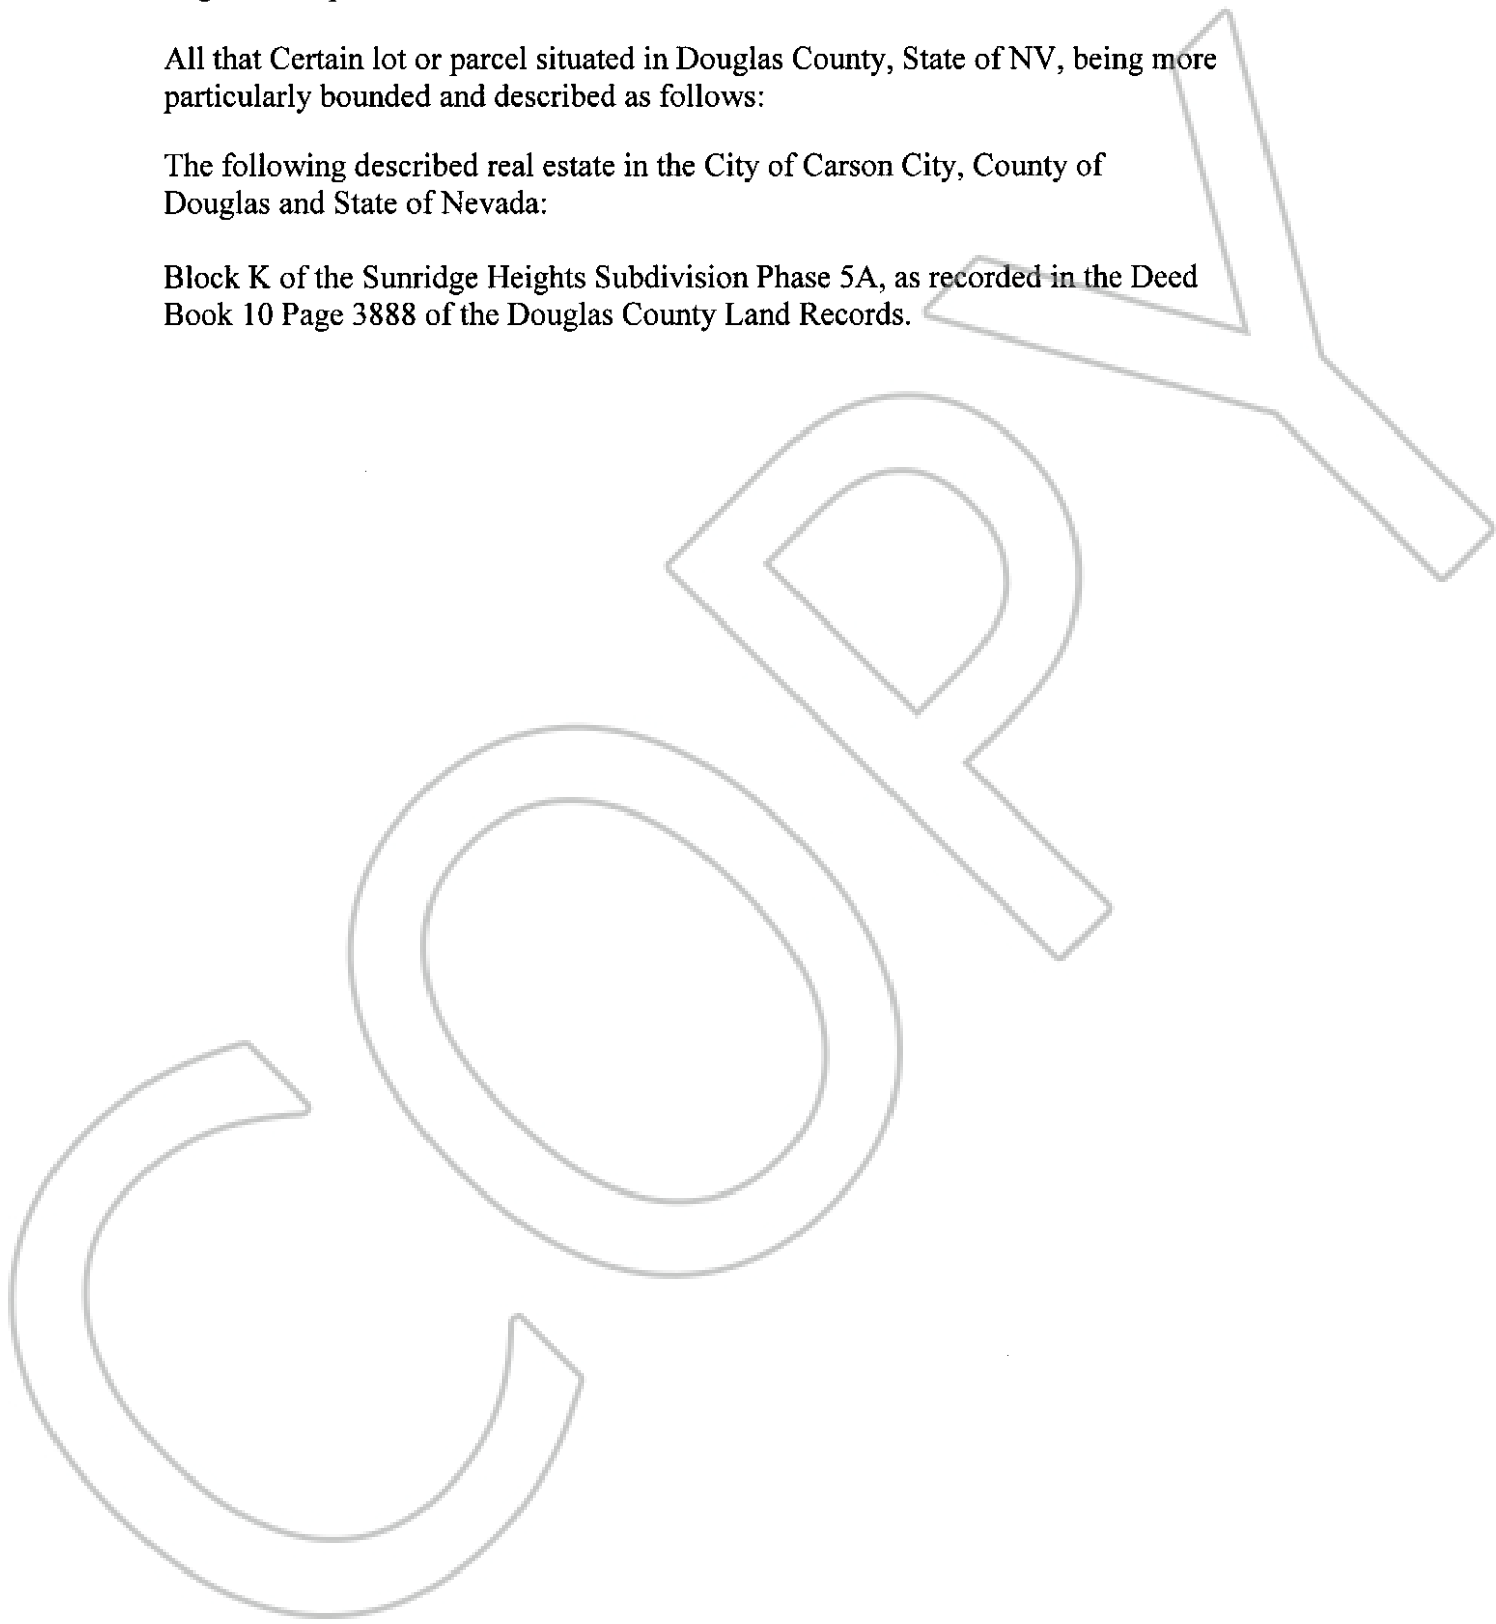 All that Certain lot or parcel situated in Douglas County, State of NV, being more
particularly bounded and described as follows:
The following described real estate in the City of Carson City, County of
Douglas and State of Nevada:
Block K of the Sunridge Heights Subdivision Phase 5A, as recorded in the Deed
Book 10 Page 3888 of the Douglas County Land Records.
COPY